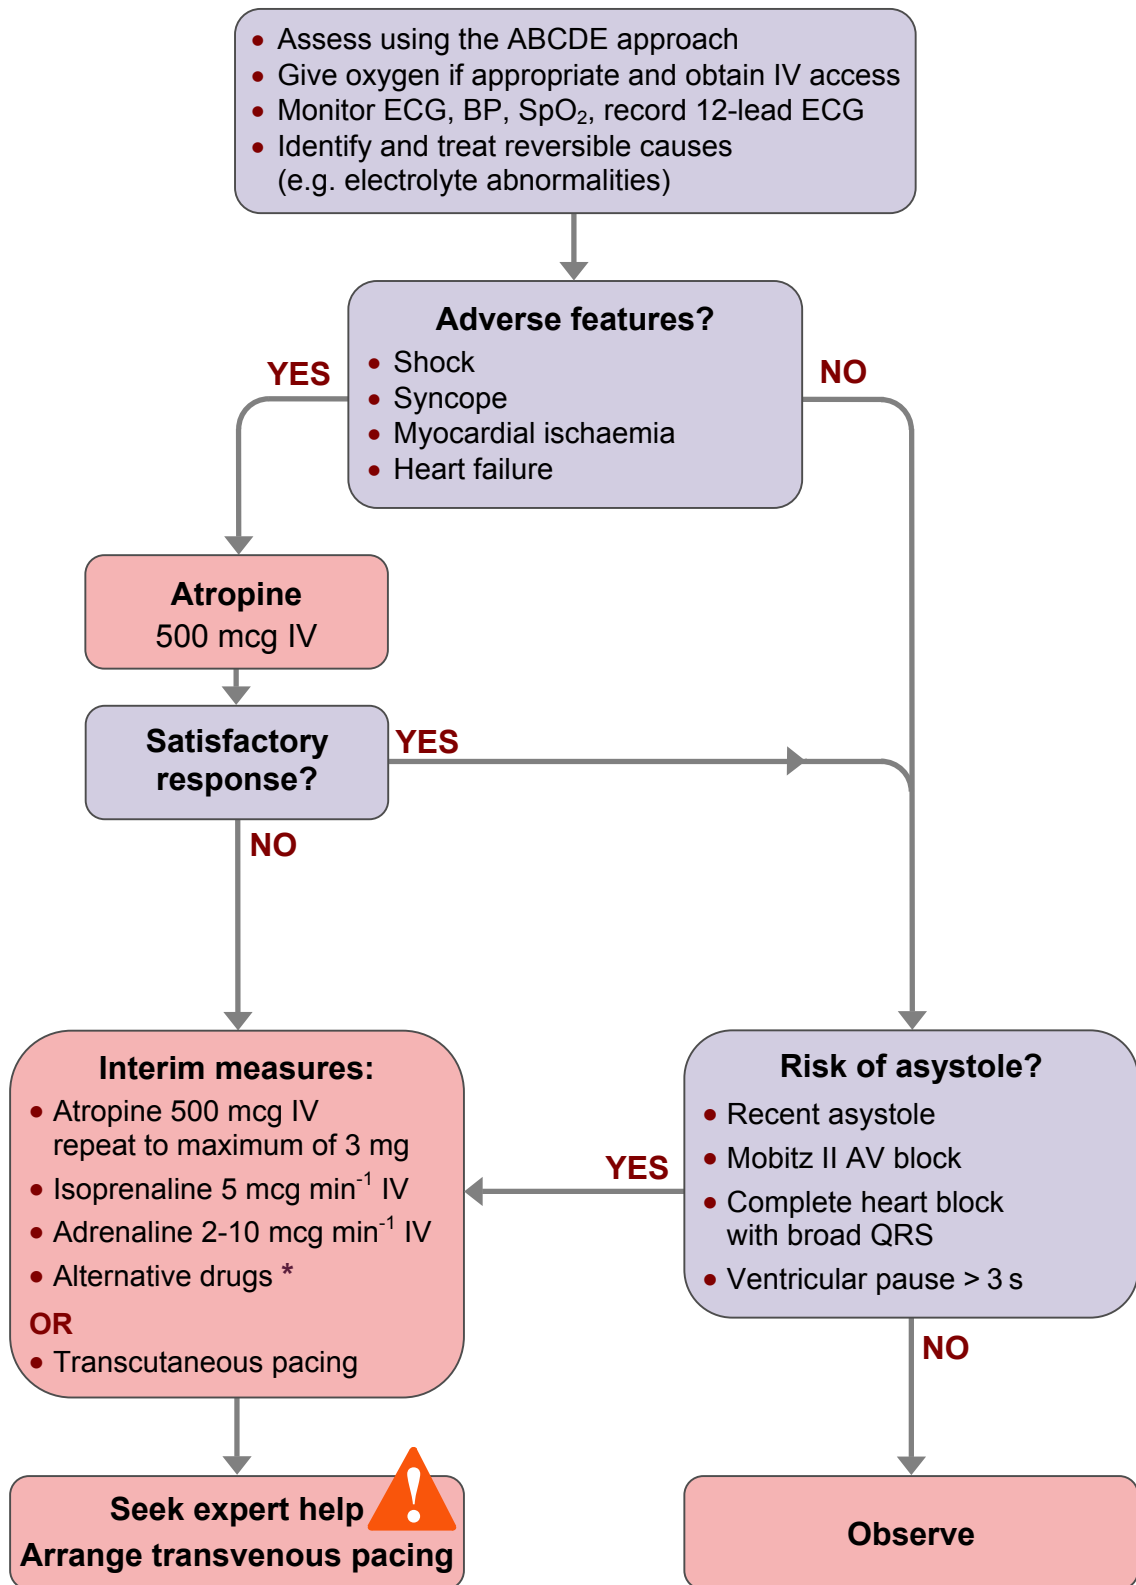 • Assess using the ABCDE approach
• Give oxygen if appropriate and obtain IV access
• Monitor ECG, BP, SpO₂, record 12-lead ECG
• Identify and treat reversible causes
(e.g. electrolyte abnormalities)
Adverse features?
• Shock
• Syncope
• Myocardial ischaemia
• Heart failure
YES
NO
Atropine
500 mcg IV
Satisfactory
response?
YES
NO
Interim measures:
• Atropine 500 mcg IV
repeat to maximum of 3 mg
• Isoprenaline 5 mcg min⁻¹ IV
• Adrenaline 2-10 mcg min⁻¹ IV
• Alternative drugs *
OR
• Transcutaneous pacing
YES
Risk of asystole?
• Recent asystole
• Mobitz II AV block
• Complete heart block
with broad QRS
• Ventricular pause > 3 s
NO
Seek expert help
!
Arrange transvenous pacing
Observe